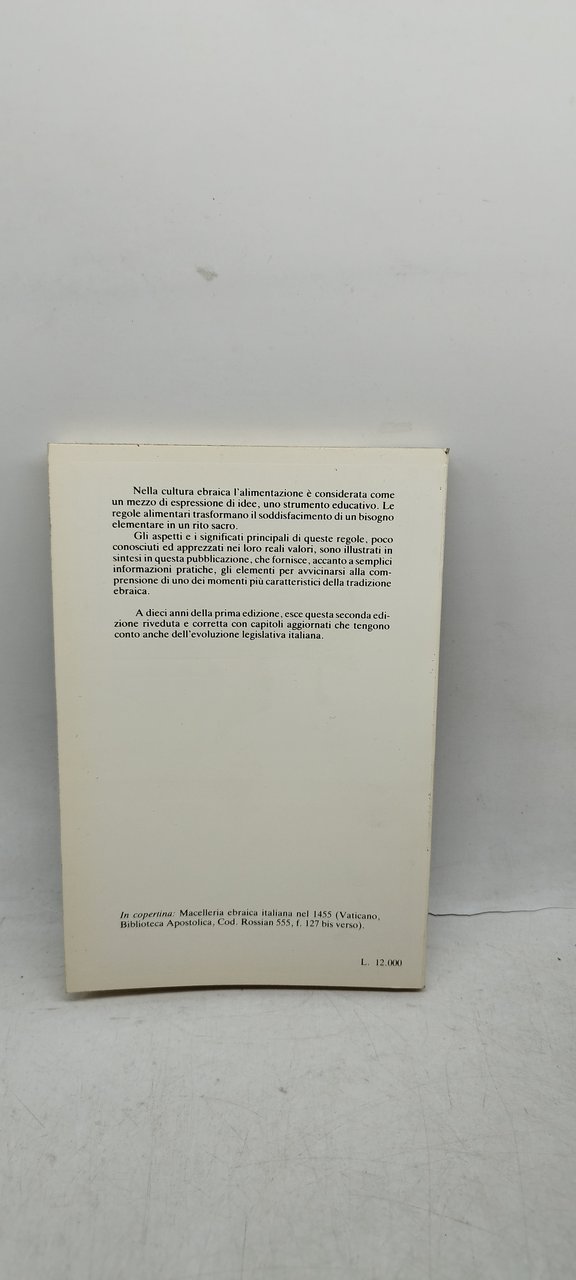 Nella cultura ebraica l'alimentazione è considerata come
un mezzo di espressione di idee, uno strumento educativo. Le
regole alimentari trasformano il soddisfacimento di un bisogno
elementare in un rito sacro.
Gli aspetti e i significati principali di queste regole, poco
conosciuti ed apprezzati nei loro reali valori, sono illustrati in
sintesi in questa pubblicazione, che fornisce, accanto a semplici
informazioni pratiche, gli elementi per avvicinarsi alla com-
prensione di uno dei momenti più caratteristici della tradizione
ebraica.
A dieci anni della prima edizione, esce questa seconda edi-
zione riveduta e corretta con capitoli aggiornati che tengono
conto anche dell'evoluzione legislativa italiana.
In copertina: Macelleria ebraica italiana nel 1455 (Vaticano,
Biblioteca Apostolica, Cod. Rossian 555, f. 127 bis verso).
L. 12.000